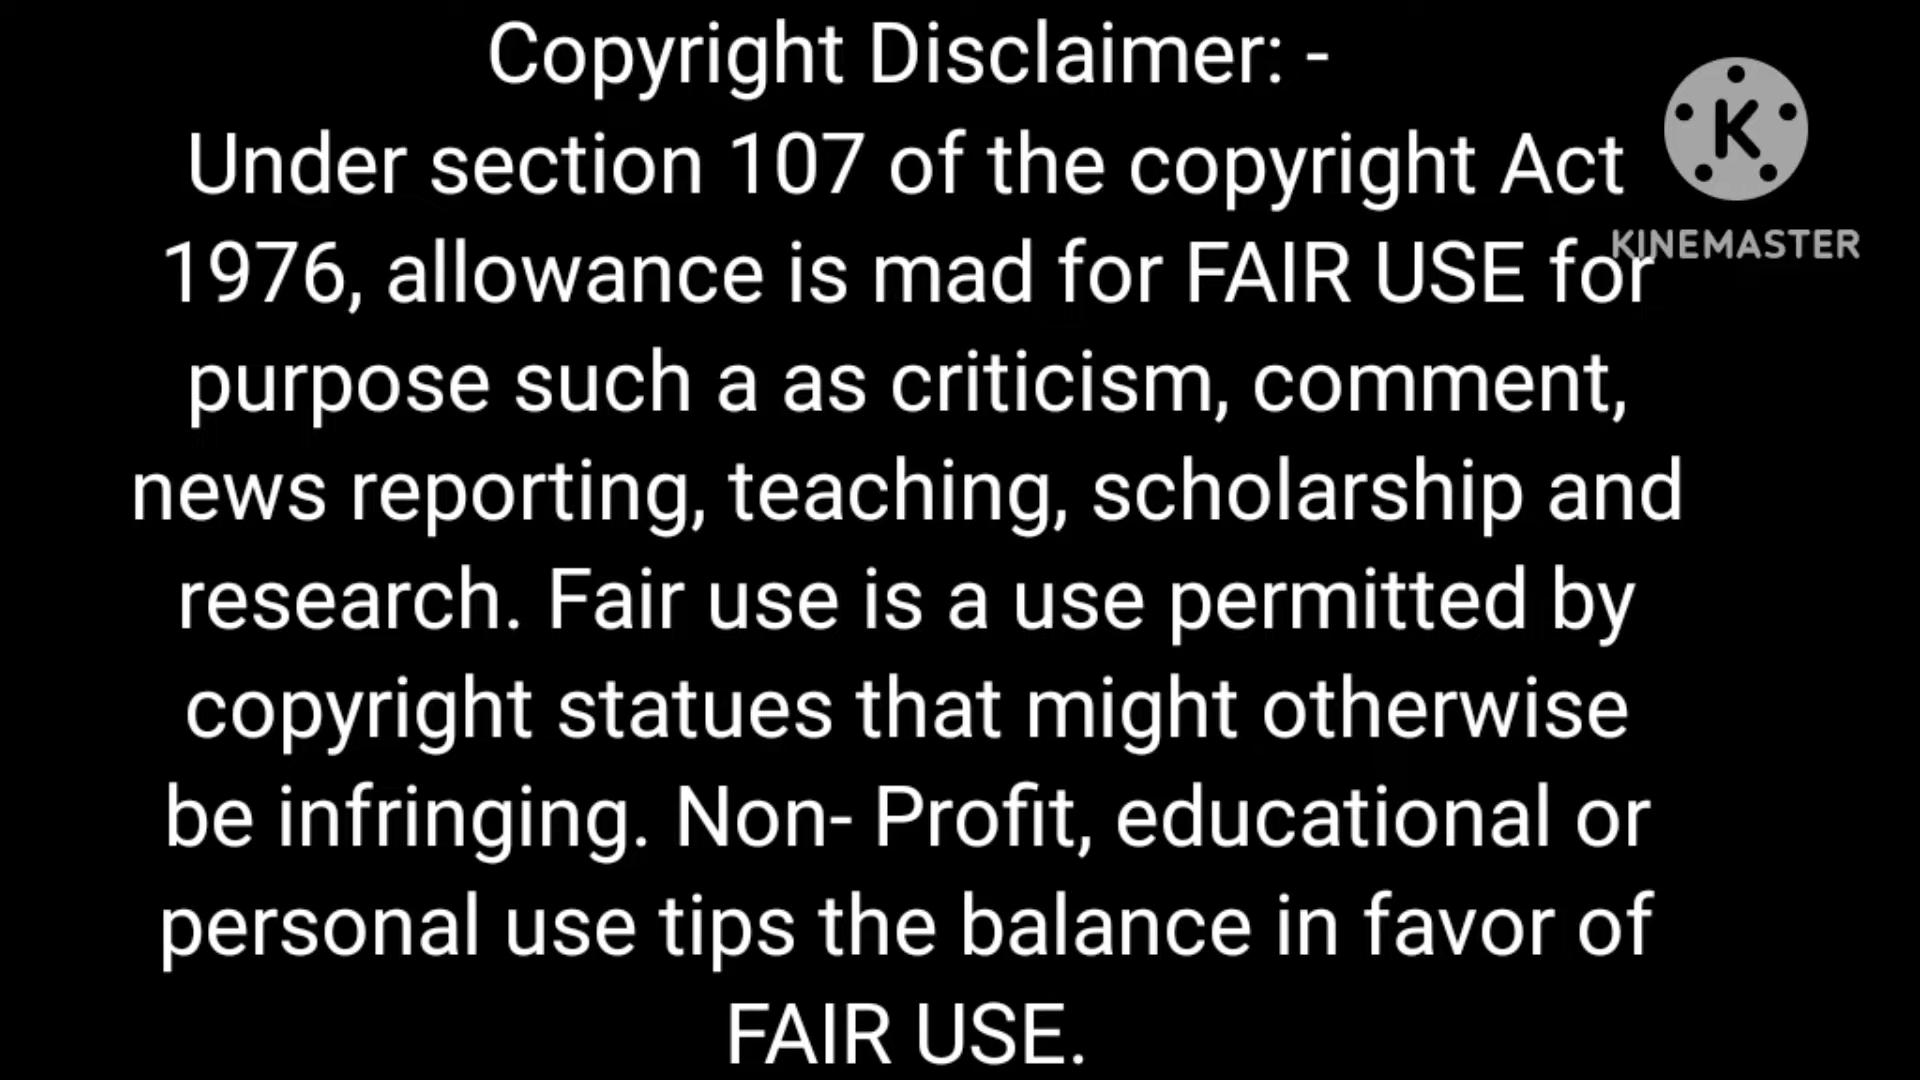 Copyright Disclaimer: -
Under section 107 of the copyright Act
1976, allowance is mad for FAIR USE for
purpose such a as criticism, comment,
news reporting, teaching, scholarship and
research. Fair use is a use permitted by
copyright statues that might otherwise
be infringing. Non- Profit, educational or
personal use tips the balance in favor of
FAIR USE.
K
KINEMASTER